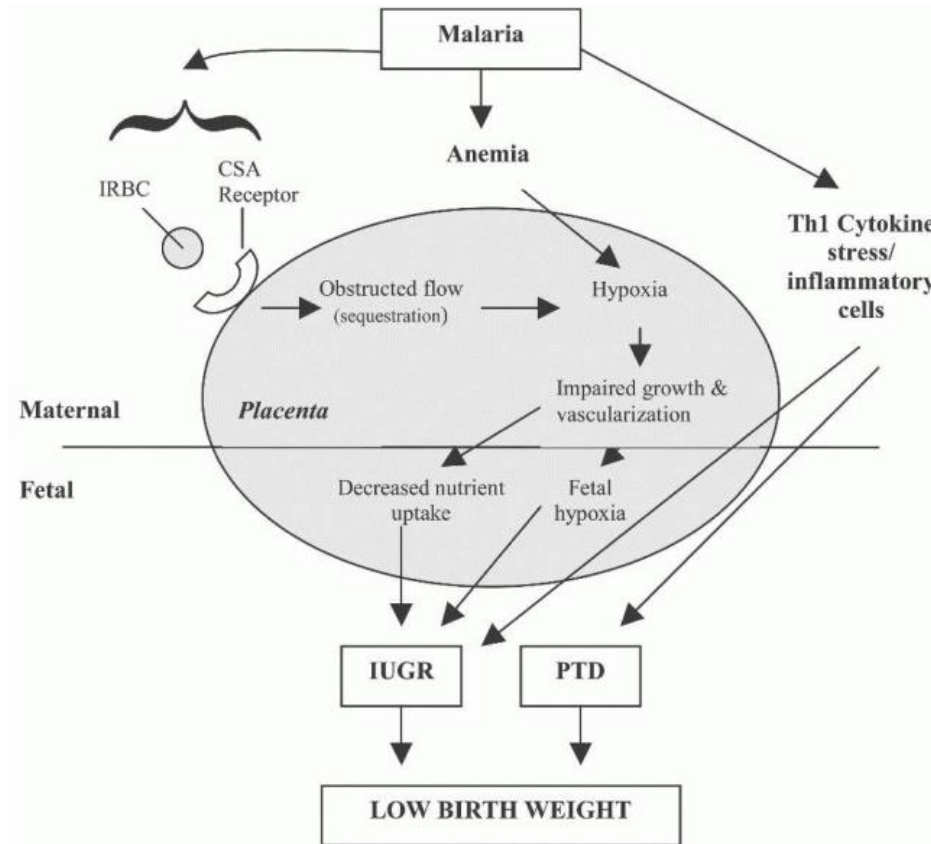 Malaria
Anemia
IRBC
CSA
Receptor
Th1 Cytokine
stress/
inflammatory
cells
Obstructed flow
(sequestration)
Hypoxia
Impaired growth &
vascularization
Maternal
Placenta
Fetal
Decreased nutrient
uptake
Fetal
hypoxia
IUGR
PTD
LOW BIRTH WEIGHT